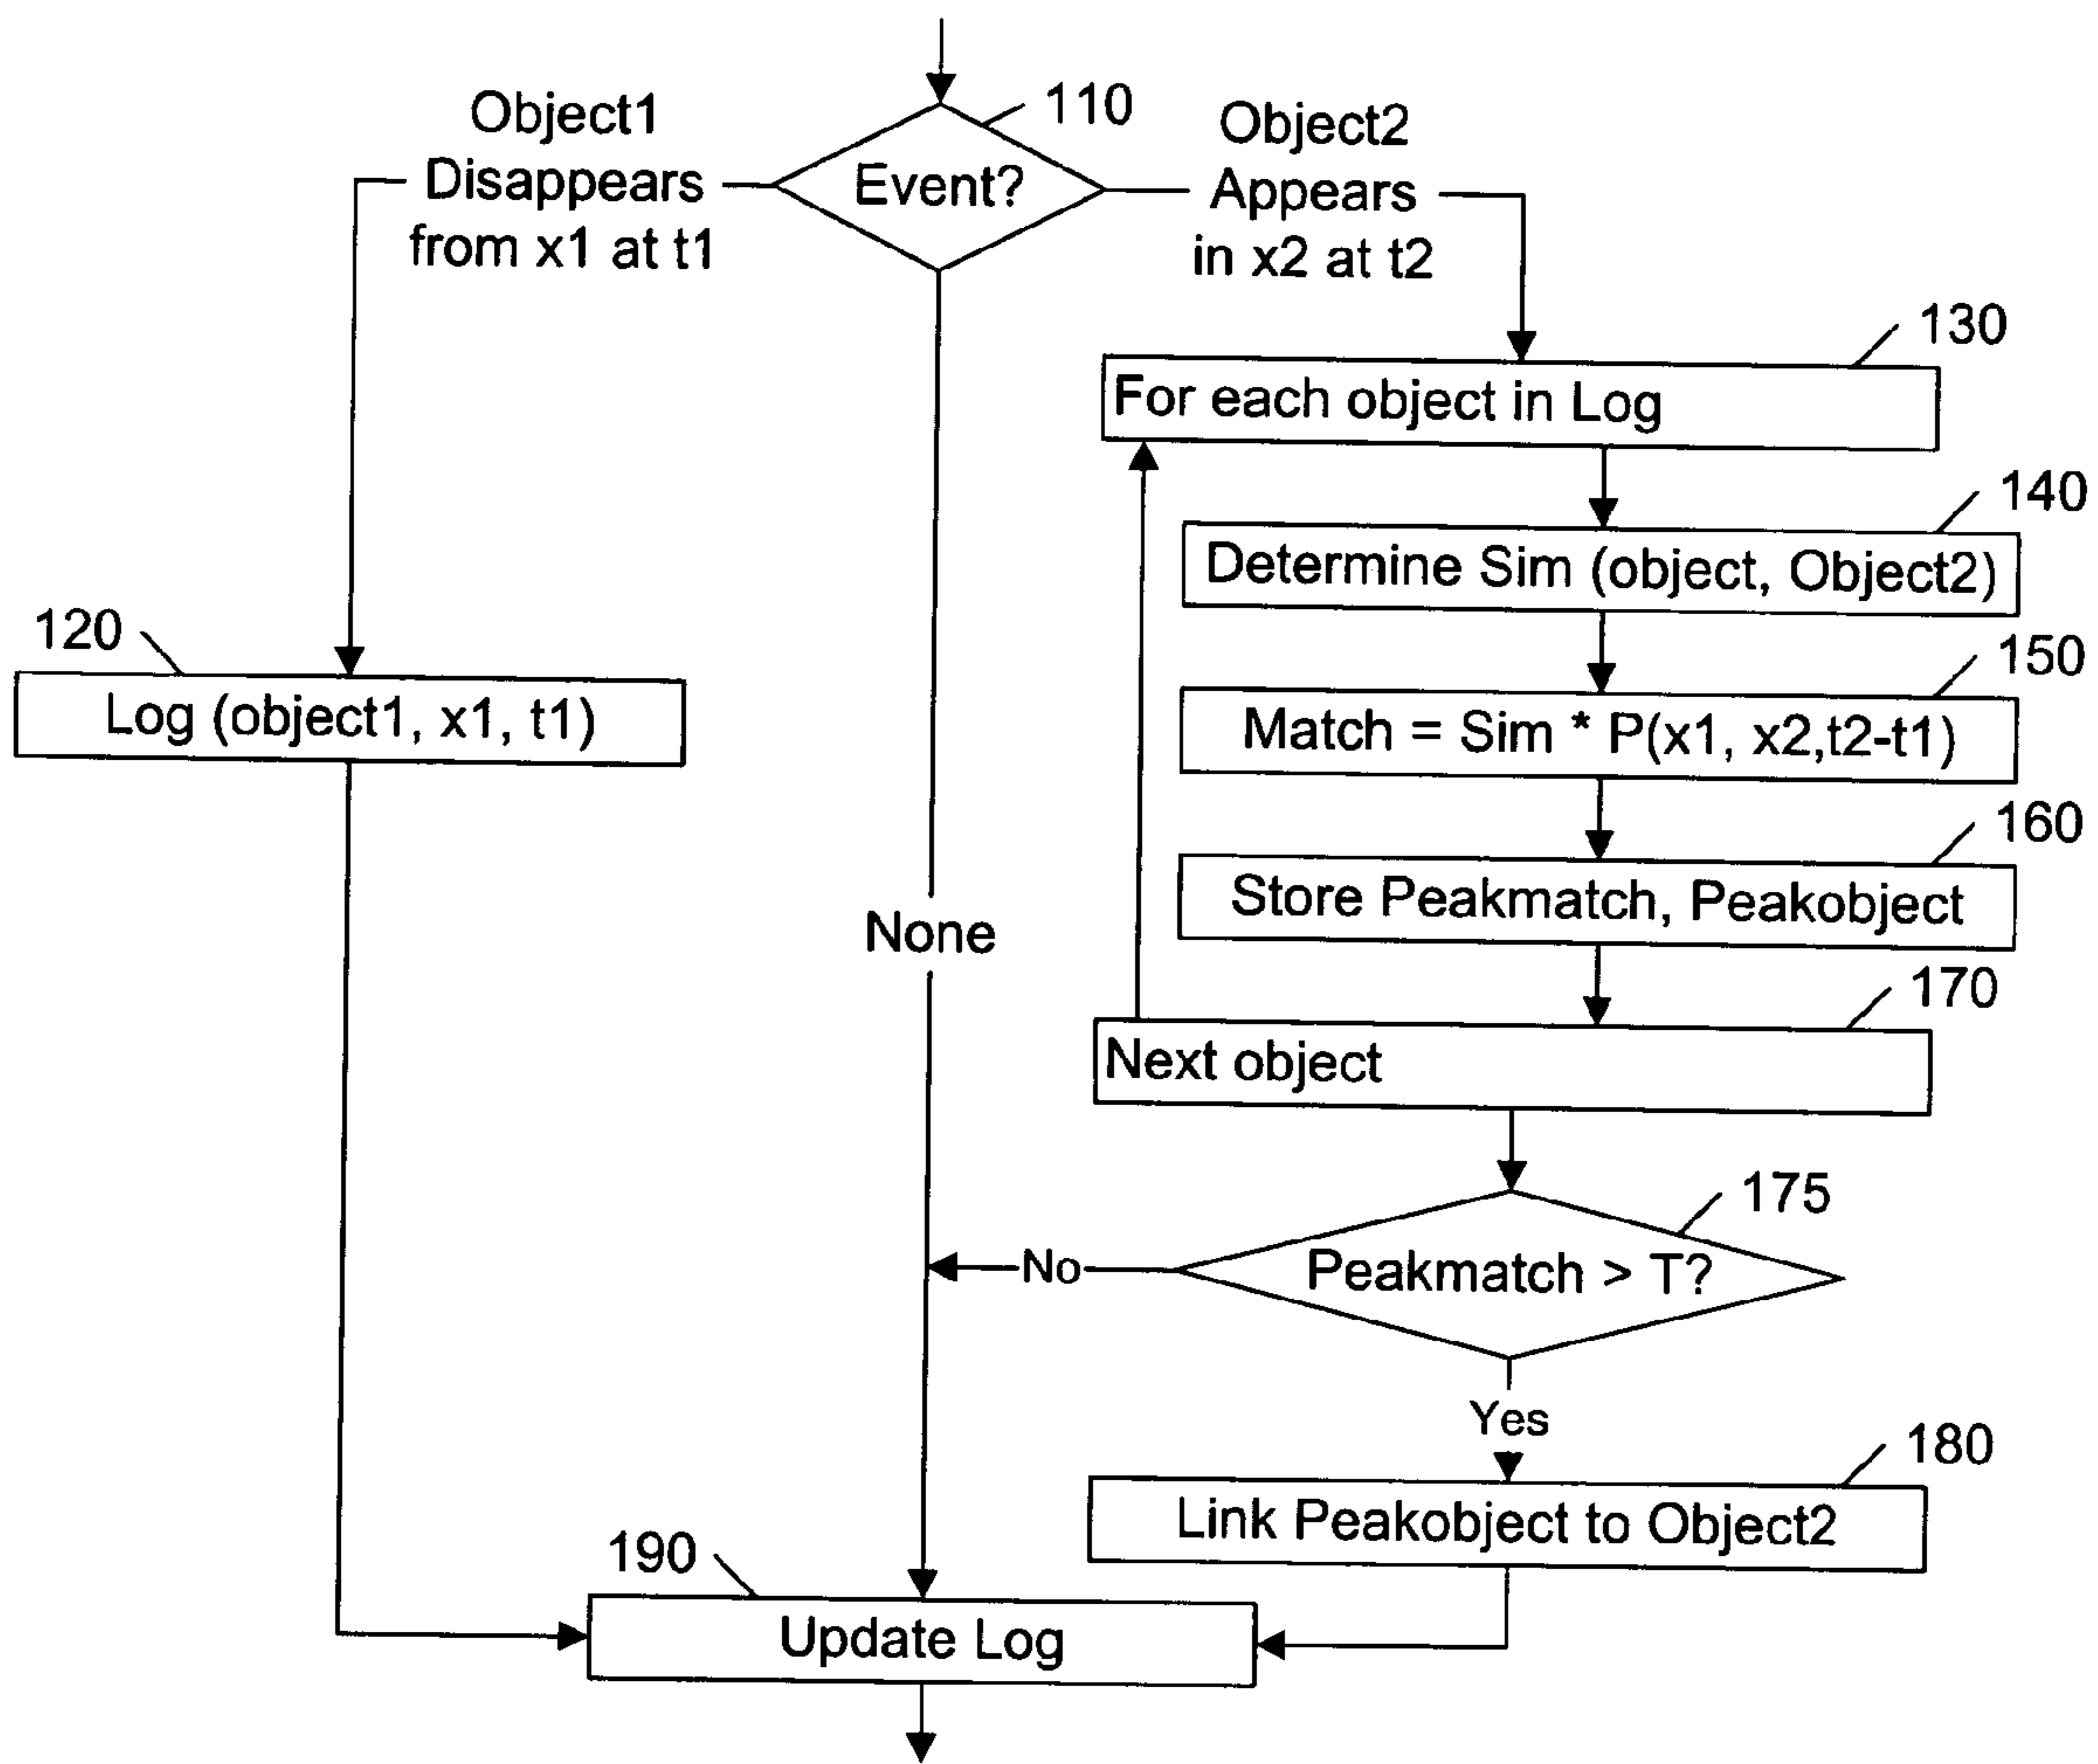 110
Object1
Disappears
from x1 at t1
Event?
Object2
Appears
in x2 at t2
130
For each object in Log
140
Determine Sim (object, Object2)
120
Log (object1, x1, t1)
150
Match = Sim * P(x1, x2,t2-t1)
160
Store Peakmatch, Peakobject
None
170
Next object
175
Peakmatch > T?
No
Yes
180
Link Peakobject to Object2
190
Update Log